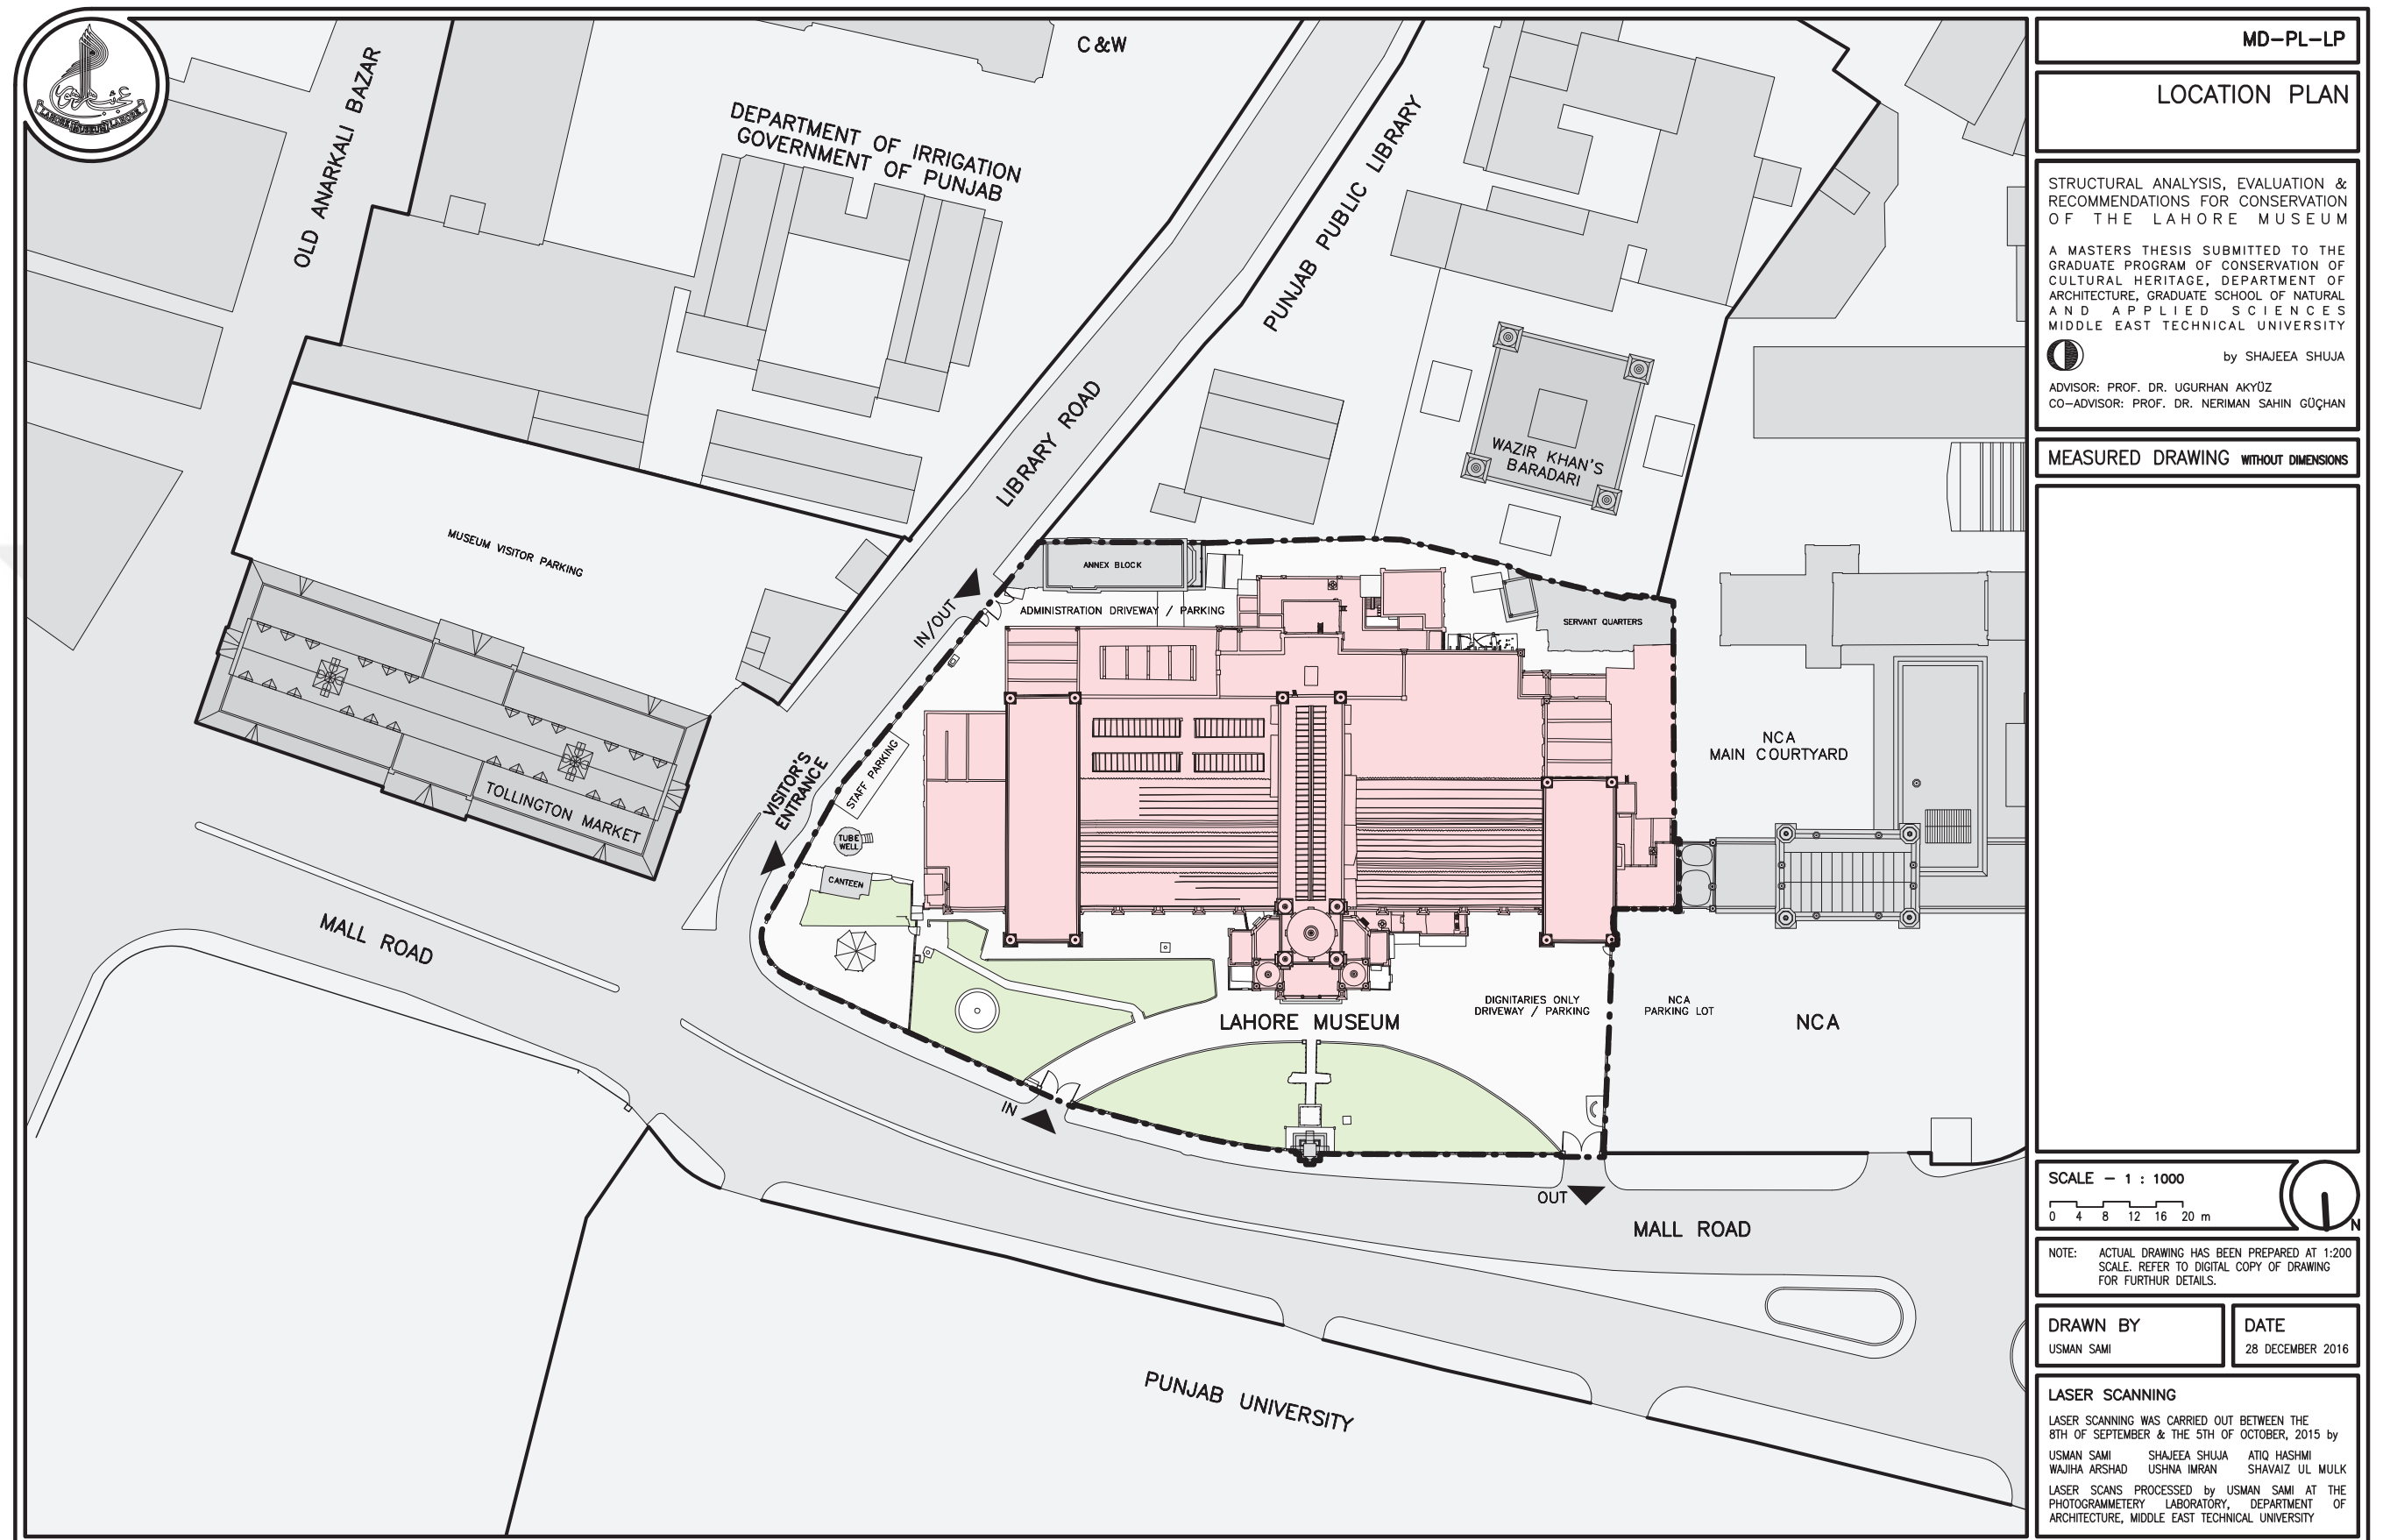 C &W
OLD ANARKALI BAZAR
DEPARTMENT OF IRRIGATION
GOVERNMENT OF PUNJAB
PUNJAB PUBLIC LIBRARY
LIBRARY ROAD
WAZIR KHAN'S
BARADARI
MUSEUM VISITOR PARKING
ANNEX BLOCK
ADMINISTRATION DRIVEWAY / PARKING
IN/OUT
SERVANT QUARTERS
NCA
MAIN COURTYARD
STAFF PARKING
VISITOR'S
ENTRANCE
TOLLINGTON MARKET
TUBE
WELL
CANTEEN
MALL ROAD
LAHORE MUSEUM
DIGNITARIES ONLY
DRIVEWAY / PARKING
NCA
PARKING LOT
NCA
IN
OUT
MALL ROAD
PUNJAB UNIVERSITY
LAHORE MUSEUM LAHORE
MD-PL-LP
LOCATION PLAN
STRUCTURAL ANALYSIS, EVALUATION &
RECOMMENDATIONS FOR CONSERVATION
OF THE LAHORE MUSEUM
A MASTERS THESIS SUBMITTED TO THE
GRADUATE PROGRAM OF CONSERVATION OF
CULTURAL HERITAGE, DEPARTMENT OF
ARCHITECTURE, GRADUATE SCHOOL OF NATURAL
AND APPLIED SCIENCES
MIDDLE EAST TECHNICAL UNIVERSITY
by SHAJEEA SHUJA
ADVISOR: PROF. DR. UGURHAN AKYÜZ
CO-ADVISOR: PROF. DR. NERIMAN SAHIN GÜÇHAN
MEASURED DRAWING WITHOUT DIMENSIONS
SCALE - 1 : 1000
0 4 8 12 16 20 m
N
NOTE: ACTUAL DRAWING HAS BEEN PREPARED AT 1:200
SCALE. REFER TO DIGITAL COPY OF DRAWING
FOR FURTHUR DETAILS.
DRAWN BY
USMAN SAMI
DATE
28 DECEMBER 2016
LASER SCANNING
LASER SCANNING WAS CARRIED OUT BETWEEN THE
8TH OF SEPTEMBER & THE 5TH OF OCTOBER, 2015 by
USMAN SAMI SHAJEEA SHUJA ATIQ HASHMI
WAJIHA ARSHAD USHNA IMRAN SHAVAIZ UL MULK
LASER SCANS PROCESSED by USMAN SAMI AT THE
PHOTOGRAMMETERY LABORATORY, DEPARTMENT OF
ARCHITECTURE, MIDDLE EAST TECHNICAL UNIVERSITY